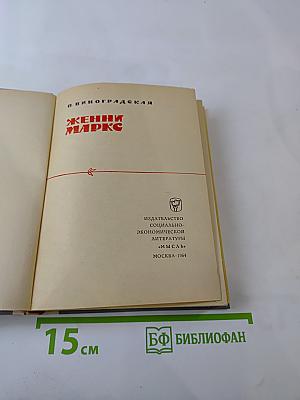 П. ВИНОГРАДСКАЯ
ЖЕННИ
МАРКС
ИЗДАТЕЛЬСТВО
СОЦИАЛЬНО-
ЭКОНОМИЧЕСКОЙ
ЛИТЕРАТУРЫ
«МЫСЛЬ»
МОСКВА · 1964
15 см
БФ БИБЛИОФАН